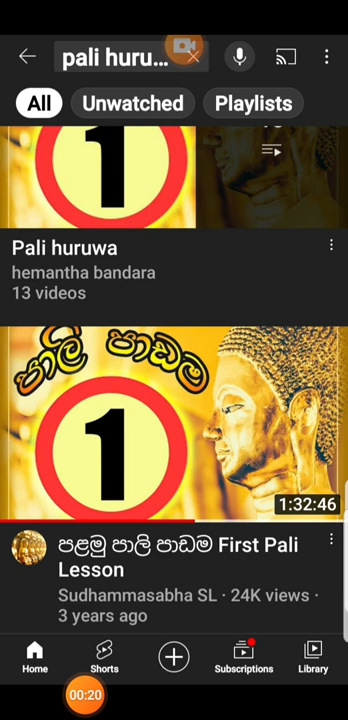 pali huru...
All
Unwatched
Playlists
1
Pali huruwa
hemantha bandara
13 videos
පාලි පාඩම
1
1:32:46
පළමු පාලි පාඩම First Pali
Lesson
Sudhammasabha SL · 24K views ·
3 years ago
Home
Shorts
Subscriptions
Library
00:20